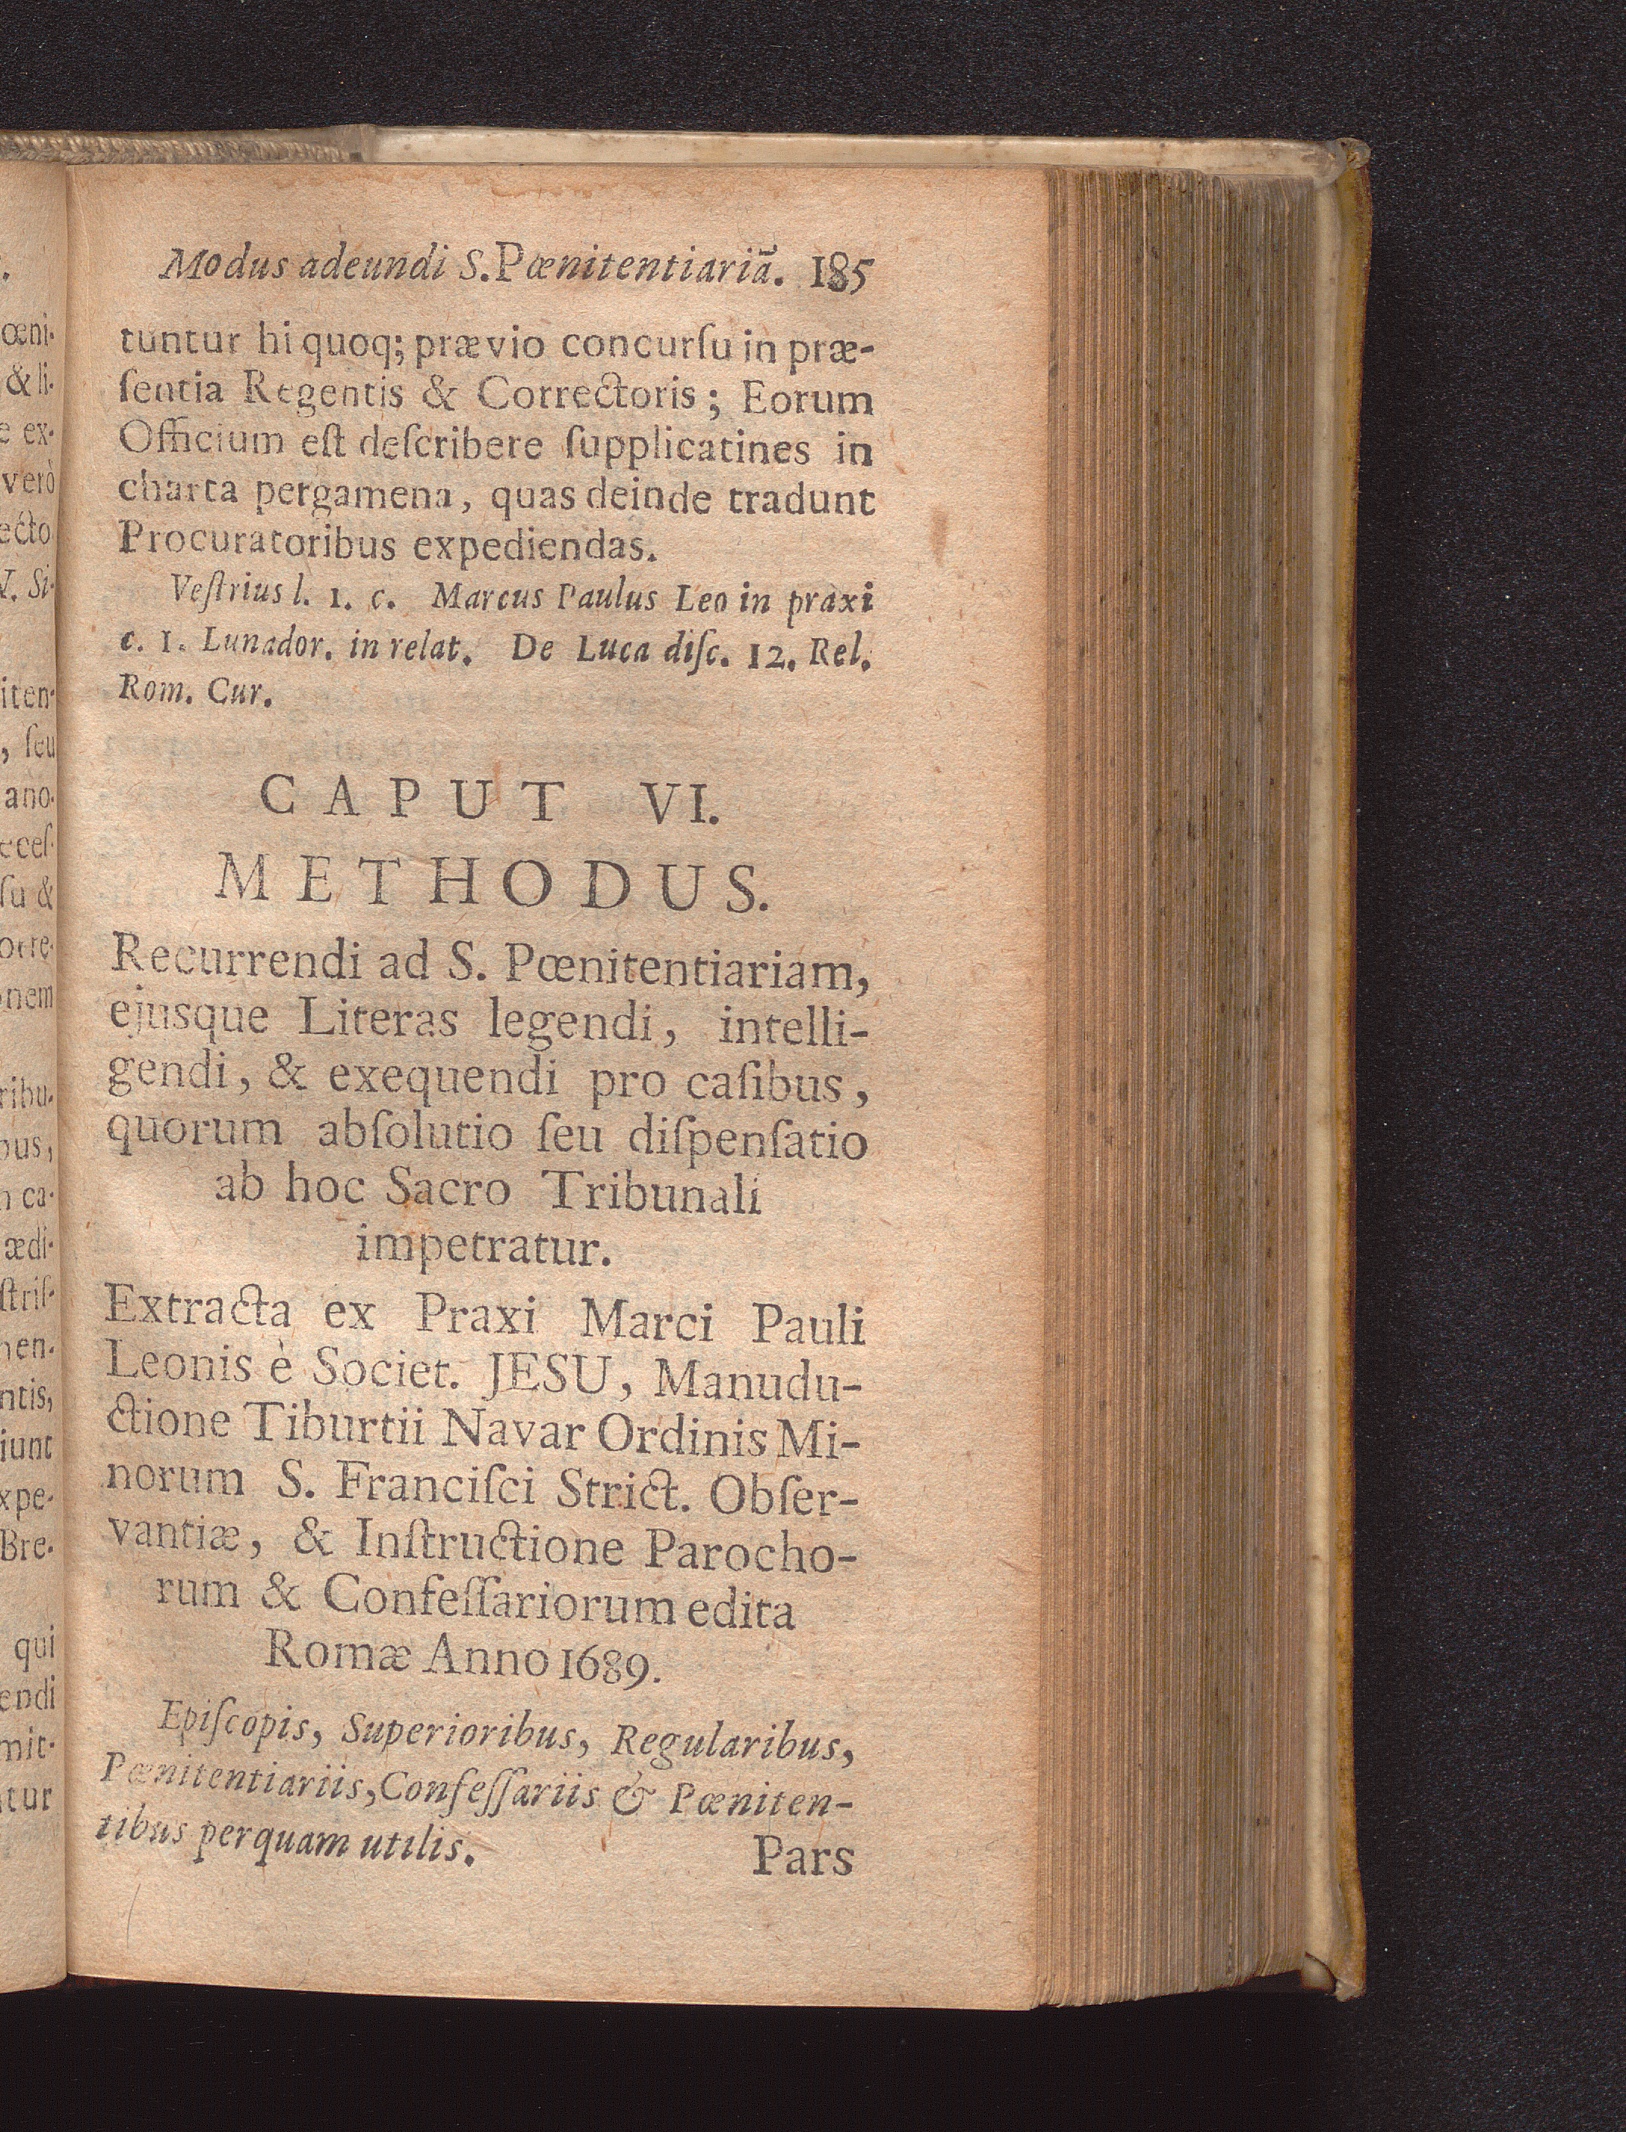 Modus adeundi S. Pœnitentiariã. 185
tuntur hi quoq; prævio concurſu in præ-
ſentia Regentis & Correctoris; Eorum
Officium eſt deſcribere ſupplicatines in
charta pergamena, quas deinde tradunt
Procuratoribus expediendas.
Veſtrius l. 1. c. Marcus Paulus Leo in praxi
c. 1. Lunador. in relat. De Luca diſc. 12. Rel.
Rom. Cur.
CAPUT VI.
METHODUS.
Recurrendi ad S. Pœnitentiariam,
ejusque Literas legendi, intelli-
gendi, & exequendi pro caſibus,
quorum abſolutio ſeu diſpenſatio
ab hoc Sacro Tribunali
impetratur.
Extracta ex Praxi Marci Pauli
Leonis è Societ. JESU, Manudu-
ctione Tiburtii Navar Ordinis Mi-
norum S. Franciſci Strict. Obſer-
vantiæ, & Inſtructione Parocho-
rum & Confeſſariorum edita
Romæ Anno 1689.
Epiſcopis, Superioribus, Regularibus,
Pœnitentiariis, Confeſſariis & Pœniten-
tibus perquam utilis.
Pars